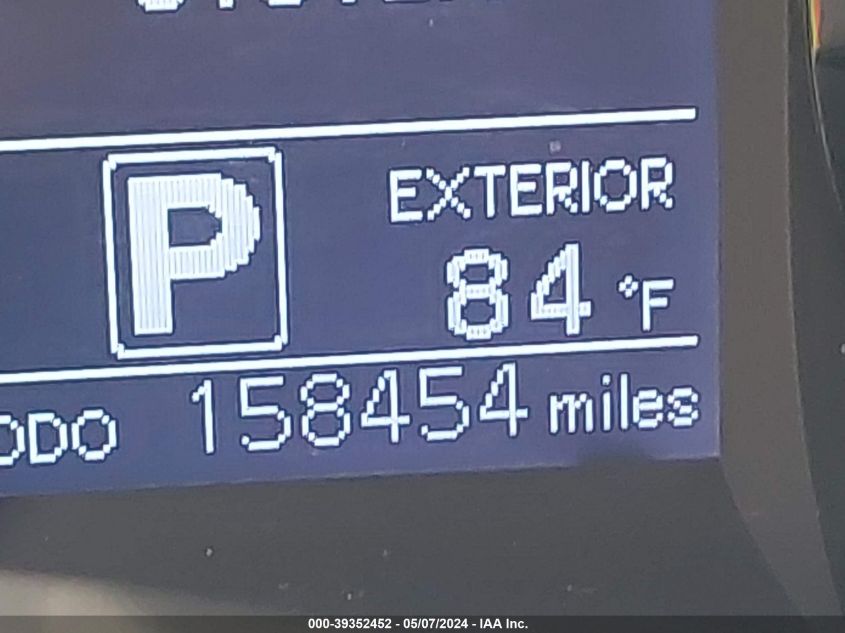 P
EXTERIOR
84 °F
ODO 158454 miles
000-39352452 - 05/07/2024 - IAA Inc.